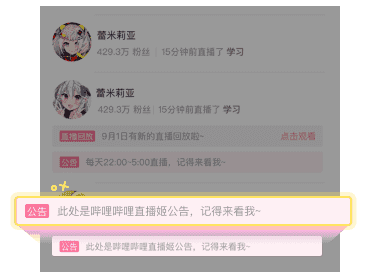 蕾米莉亚
429.3万 粉丝 | 15分钟前直播了 学习
蕾米莉亚
429.3万 粉丝 | 15分钟前直播了 学习
直播回放 9月1日有新的直播回放啦~ 点击观看
公告 每天22:00-5:00直播，记得来看我~
公告 此处是哔哩哔哩直播姬公告，记得来看我~
公告 此处是哔哩哔哩直播姬公告，记得来看我~